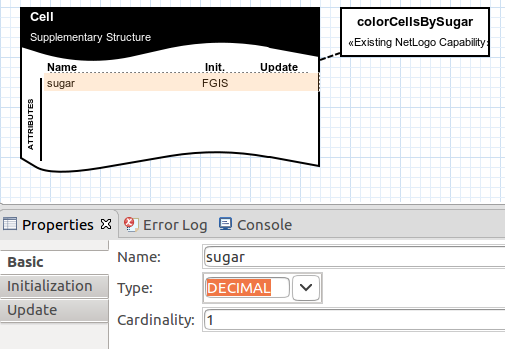 Cell
Supplementary Structure
colorCellsBySugar
«Existing NetLogo Capability»
Name Init. Update
sugar FGIS
ATTRIBUTES
Properties Error Log Console
Basic
Initialization
Update
Name: sugar
Type: DECIMAL
Cardinality: 1